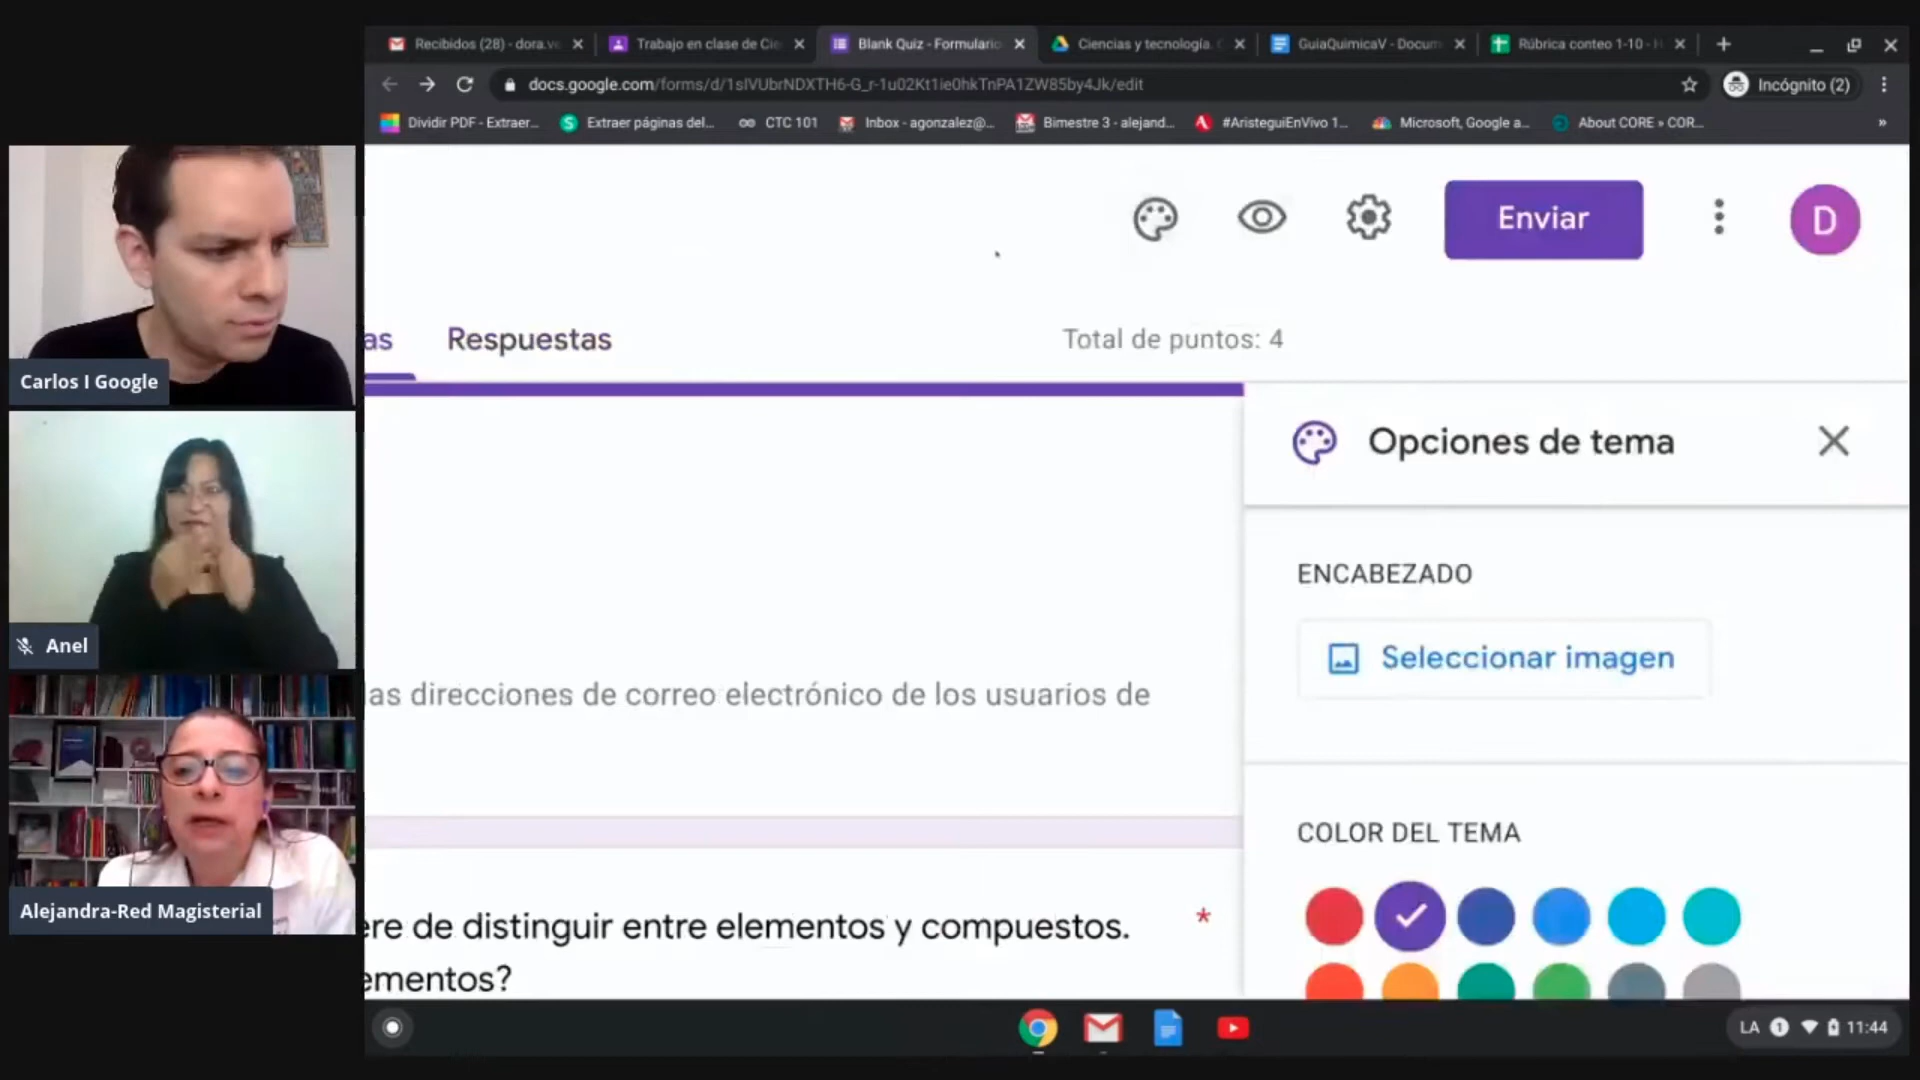 Recibidos (28) - dora.ve
Trabajo en clase de Cie
Blank Quiz - Formulario
Ciencias y tecnología.
GuiaQuimicaV - Docum
Rúbrica conteo 1-10 -
docs.google.com/forms/d/1slVUbrNDXTH6-G_r-1u02Kt1ie0hkTnPA1ZW85by4Jk/edit
Incógnito (2)
Dividir PDF - Extraer...
Extraer páginas del...
CTC 101
Inbox - agonzalez@...
Bimestre 3 - alejand...
#AristeguiEnVivo 1...
Microsoft, Google a...
About CORE » COR...
»
Enviar
D
as
Respuestas
Total de puntos: 4
Opciones de tema
ENCABEZADO
Seleccionar imagen
las direcciones de correo electrónico de los usuarios de
COLOR DEL TEMA
ere de distinguir entre elementos y compuestos. *
ementos?
Carlos I Google
Anel
Alejandra-Red Magisterial
LA 1 11:44